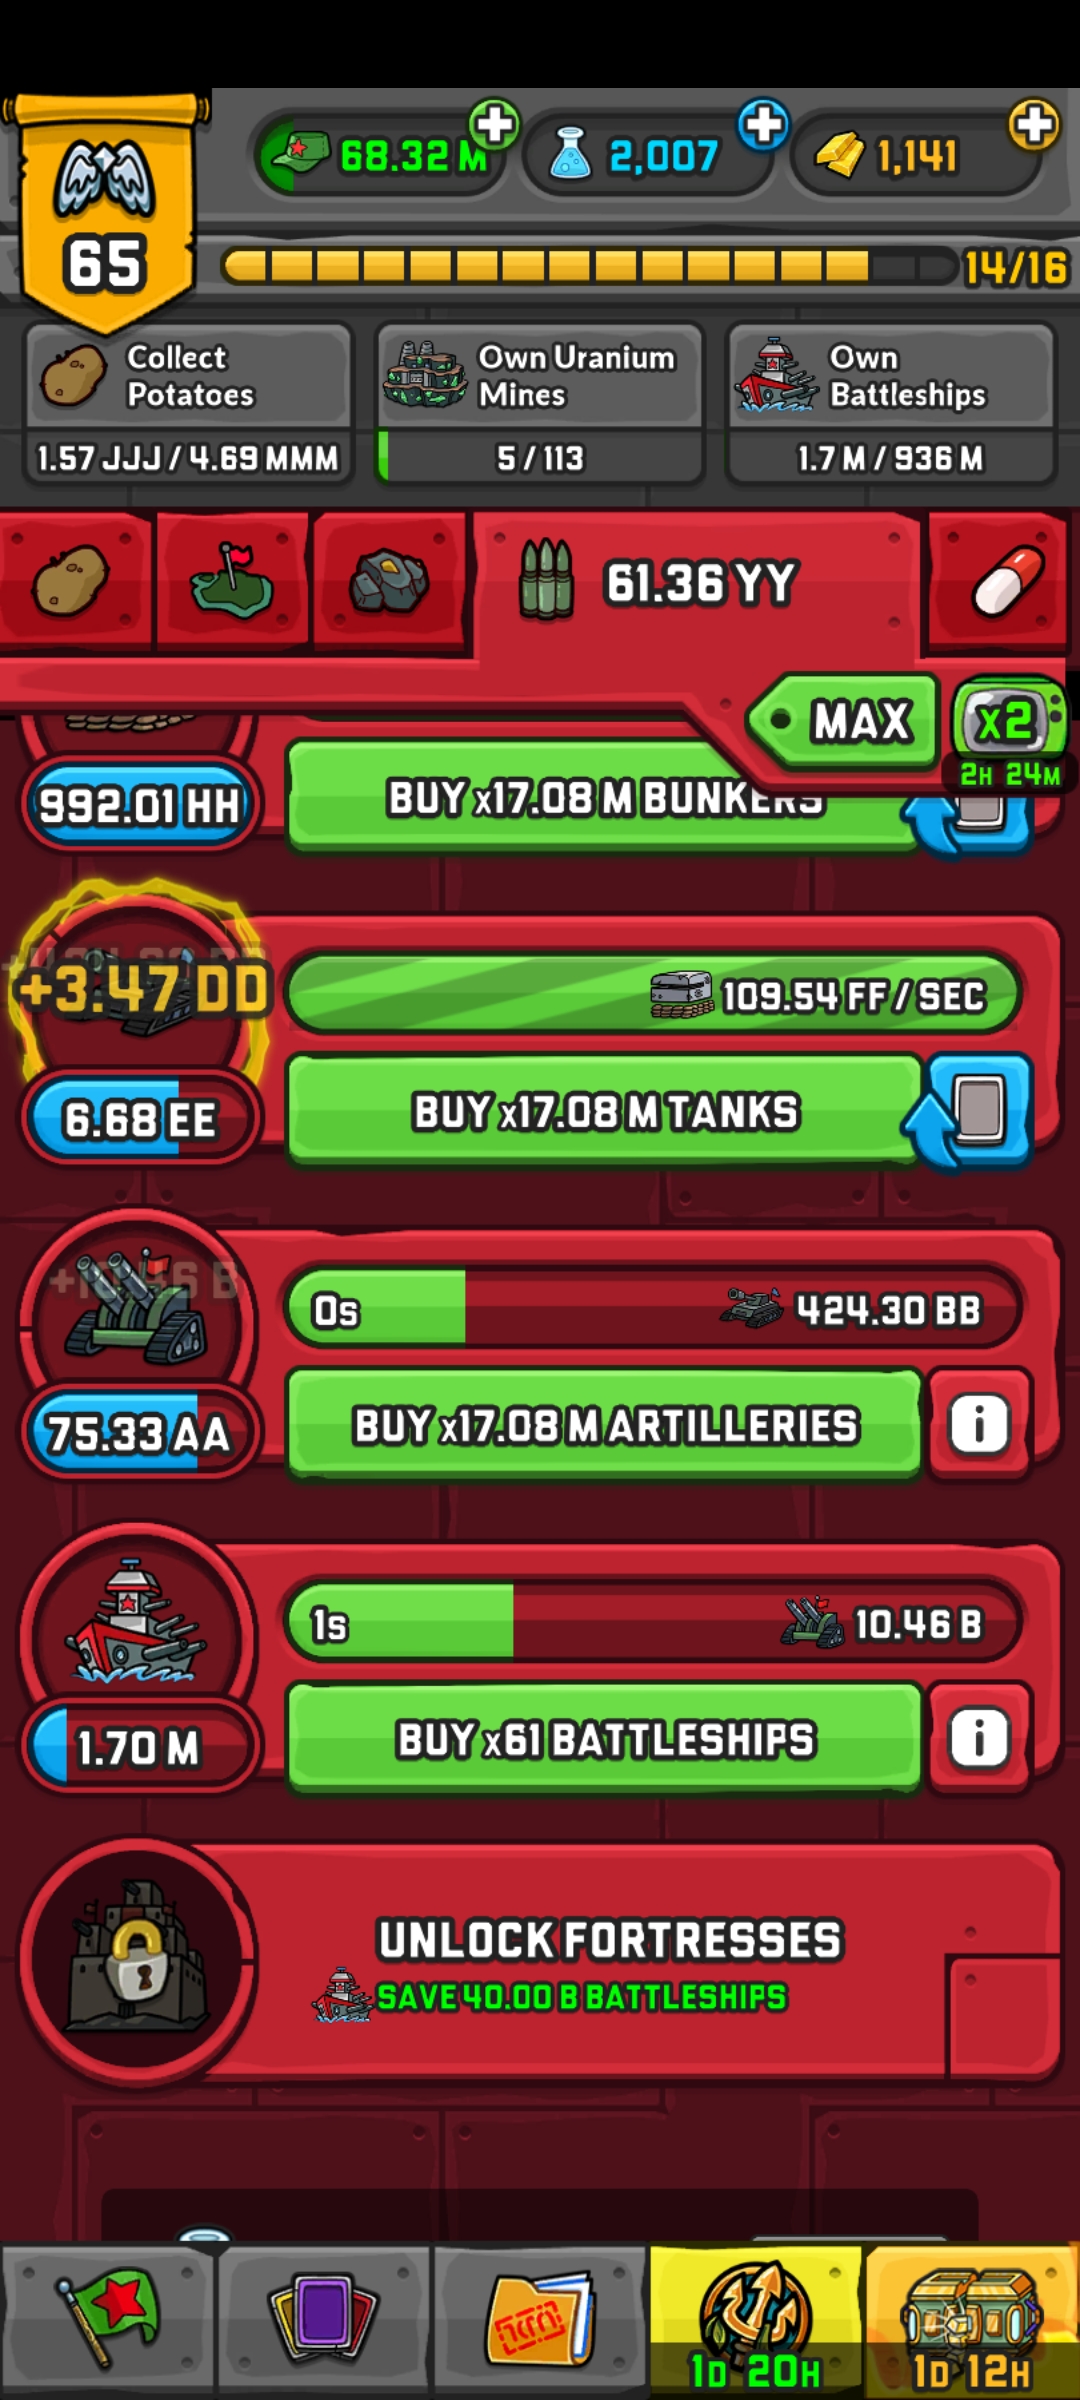 68.32 M
2,007
1,141
65
14/16
Collect
Potatoes
1.57 JJJ / 4.69 MMM
Own Uranium
Mines
5 / 113
Own
Battleships
1.7 M / 936 M
61.36 YY
MAX
x2
2H 24M
992.01 HH
BUY x17.08 M BUNKERS
+3.47 DD
109.54 FF / SEC
6.68 EE
BUY x17.08 M TANKS
+10.46 B
0s
424.30 BB
75.33 AA
BUY x17.08 M ARTILLERIES
i
1s
10.46 B
1.70 M
BUY x61 BATTLESHIPS
i
UNLOCK FORTRESSES
SAVE 40.00 B BATTLESHIPS
1D 20H
1D 12H